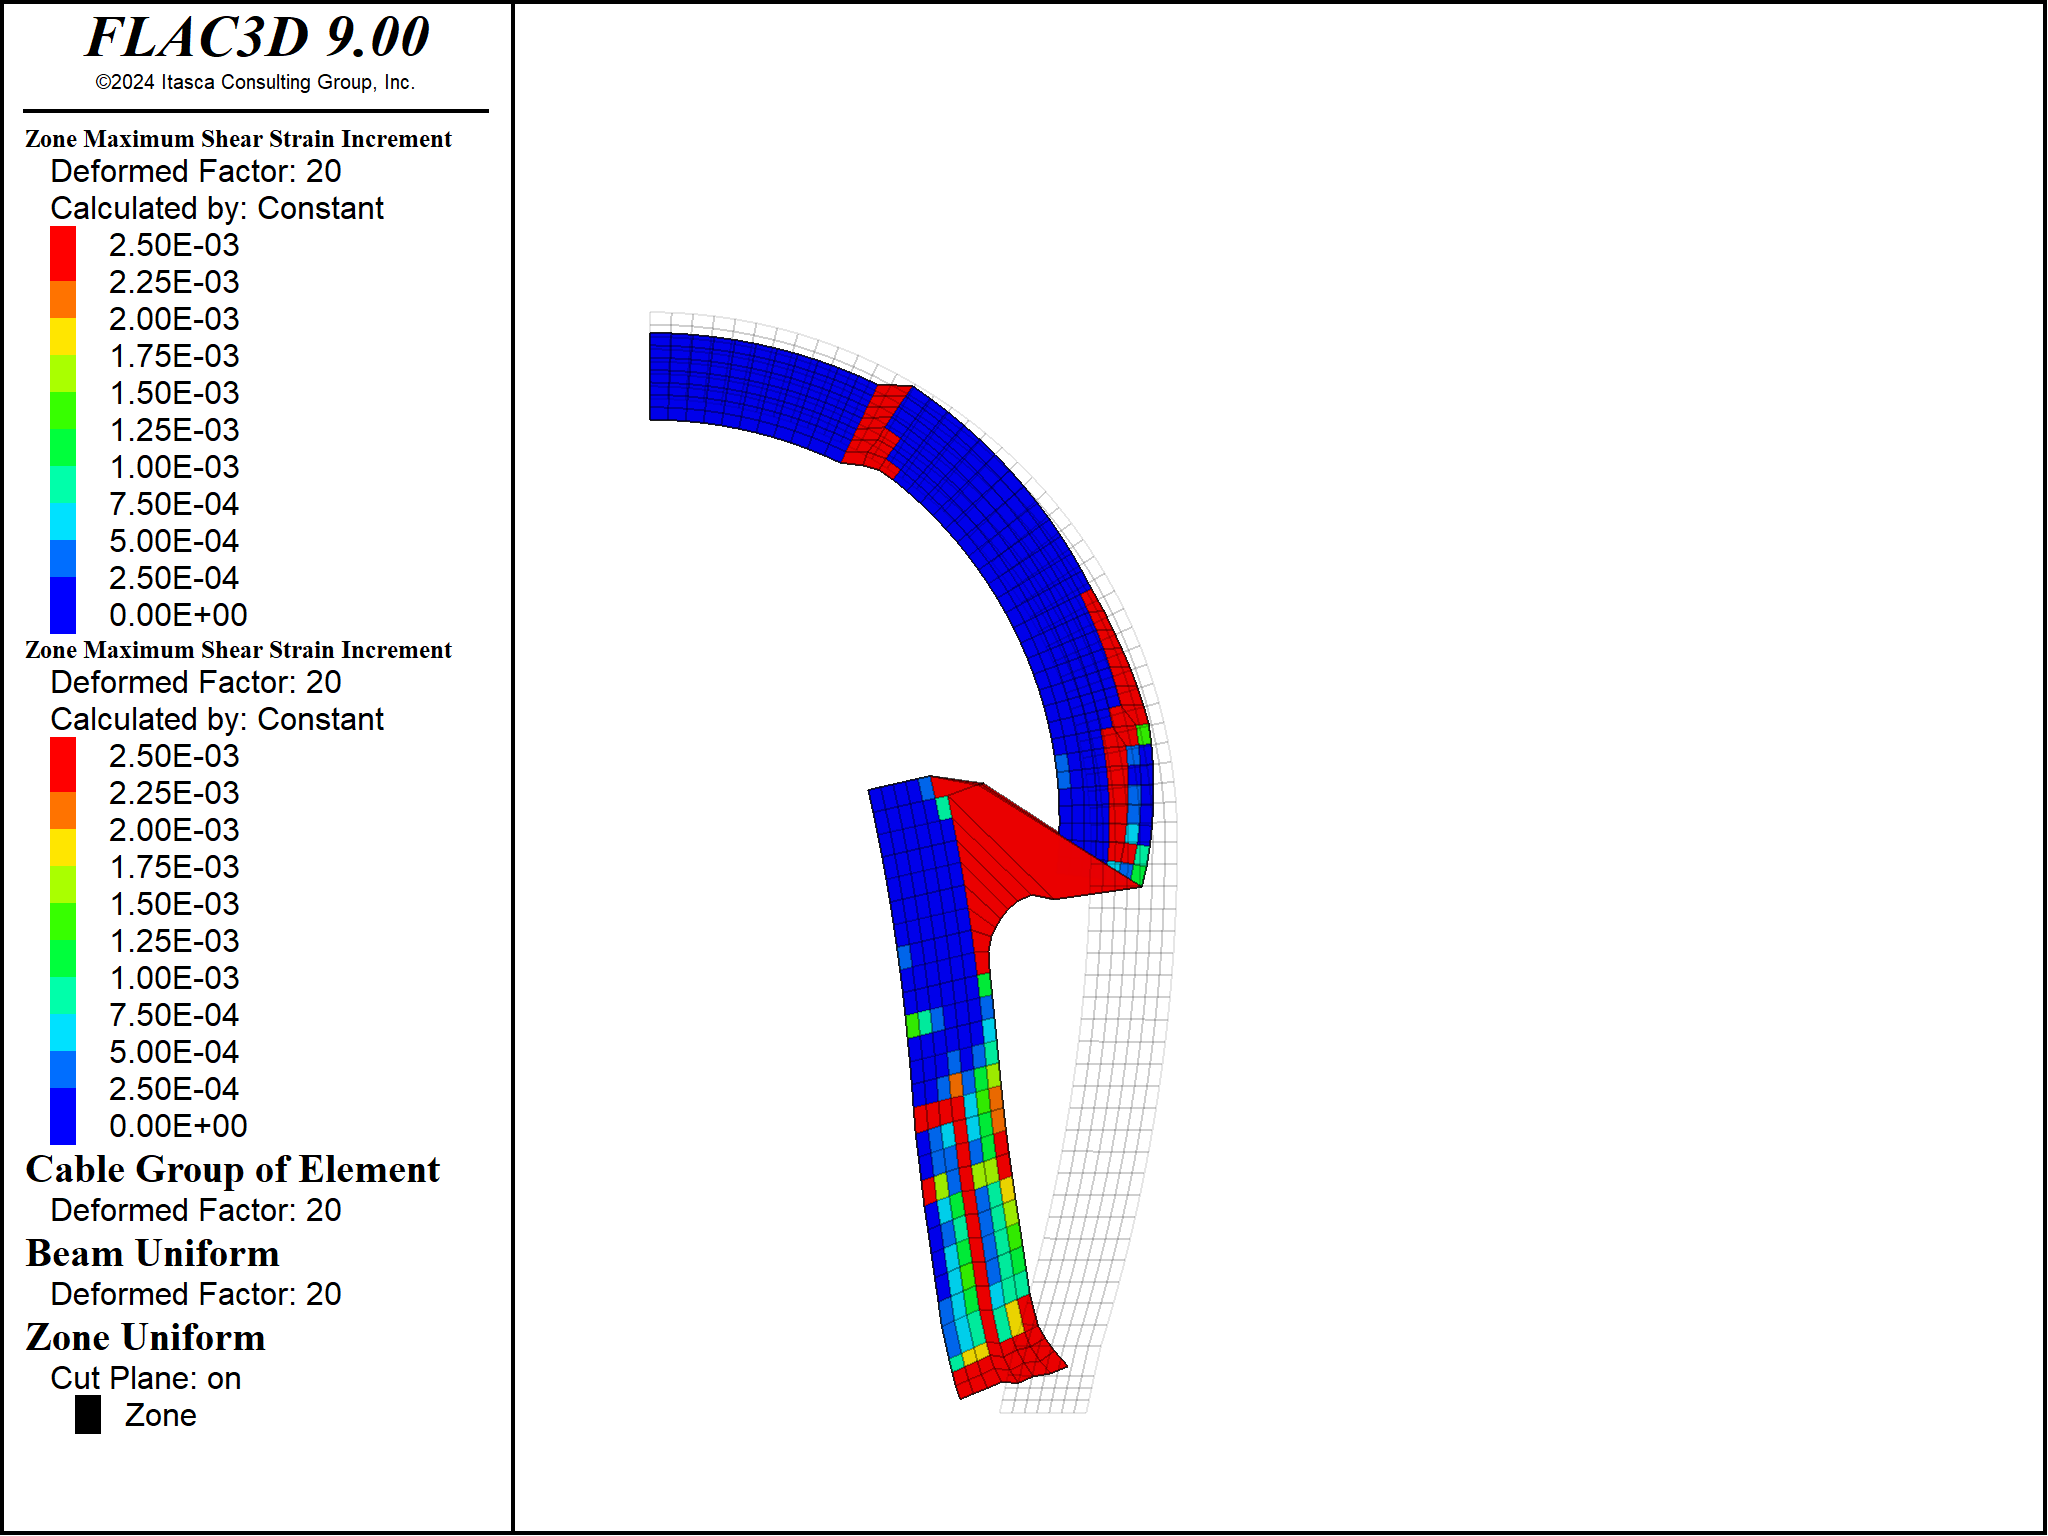 FLAC3D 9.00
©2024 Itasca Consulting Group, Inc.
Zone Maximum Shear Strain Increment
Deformed Factor: 20
Calculated by: Constant
2.50E-03
2.25E-03
2.00E-03
1.75E-03
1.50E-03
1.25E-03
1.00E-03
7.50E-04
5.00E-04
2.50E-04
0.00E+00
Zone Maximum Shear Strain Increment
Deformed Factor: 20
Calculated by: Constant
2.50E-03
2.25E-03
2.00E-03
1.75E-03
1.50E-03
1.25E-03
1.00E-03
7.50E-04
5.00E-04
2.50E-04
0.00E+00
Cable Group of Element
Deformed Factor: 20
Beam Uniform
Deformed Factor: 20
Zone Uniform
Cut Plane: on
Zone